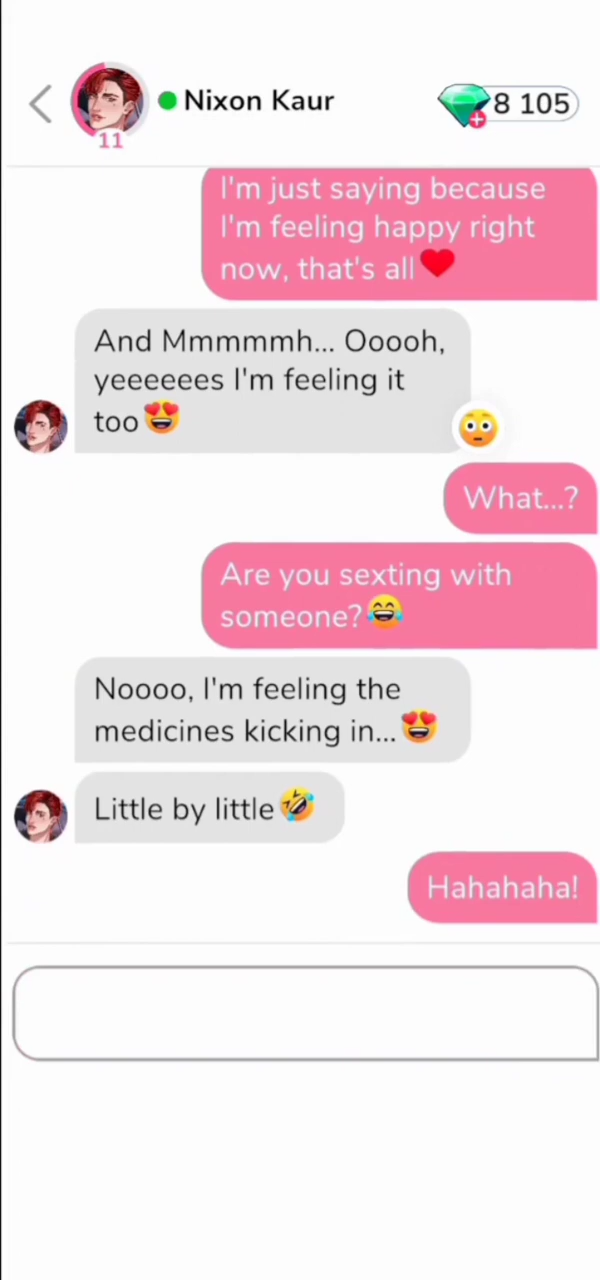 Nixon Kaur
8 105
11
I'm just saying because
I'm feeling happy right
now, that's all❤️
And Mmmmmh... Ooooh,
yeeeeees I'm feeling it
too😍
What...?
Are you sexting with
someone?😂
Noooo, I'm feeling the
medicines kicking in...😍
Little by little🤣
Hahahaha!